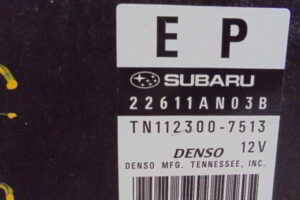 E P
SUBARU
22611AN03B
TN112300-7513
DENSO 12V
DENSO MFG. TENNESSEE, INC.